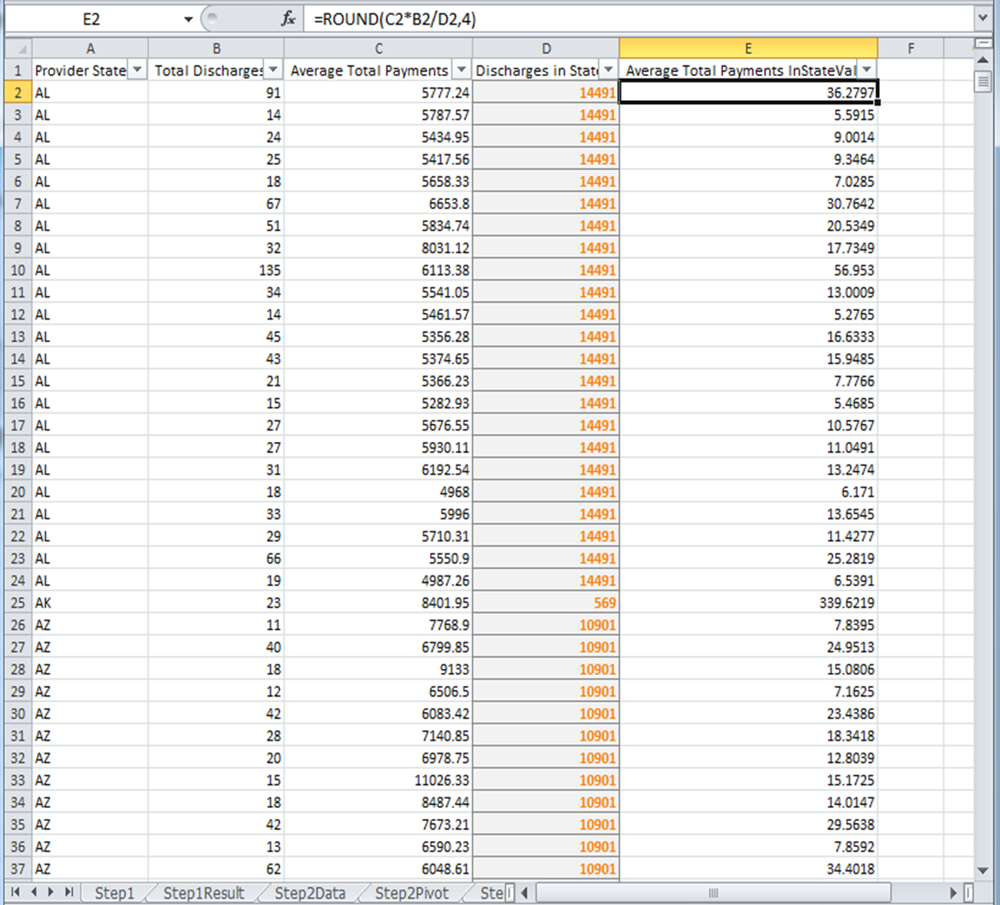 E2 fx =ROUND(C2*B2/D2,4)
A B C D E F
1 Provider State Total Discharges Average Total Payments Discharges in Stat Average Total Payments InStateVal
2 AL 91 5777.24 14491 36.2797
3 AL 14 5787.57 14491 5.5915
4 AL 24 5434.95 14491 9.0014
5 AL 25 5417.56 14491 9.3464
6 AL 18 5658.33 14491 7.0285
7 AL 67 6653.8 14491 30.7642
8 AL 51 5834.74 14491 20.5349
9 AL 32 8031.12 14491 17.7349
10 AL 135 6113.38 14491 56.953
11 AL 34 5541.05 14491 13.0009
12 AL 14 5461.57 14491 5.2765
13 AL 45 5356.28 14491 16.6333
14 AL 43 5374.65 14491 15.9485
15 AL 21 5366.23 14491 7.7766
16 AL 15 5282.93 14491 5.4685
17 AL 27 5676.55 14491 10.5767
18 AL 27 5930.11 14491 11.0491
19 AL 31 6192.54 14491 13.2474
20 AL 18 4968 14491 6.171
21 AL 33 5996 14491 13.6545
22 AL 29 5710.31 14491 11.4277
23 AL 66 5550.9 14491 25.2819
24 AL 19 4987.26 14491 6.5391
25 AK 23 8401.95 569 339.6219
26 AZ 11 7768.9 10901 7.8395
27 AZ 40 6799.85 10901 24.9513
28 AZ 18 9133 10901 15.0806
29 AZ 12 6506.5 10901 7.1625
30 AZ 42 6083.42 10901 23.4386
31 AZ 28 7140.85 10901 18.3418
32 AZ 20 6978.75 10901 12.8039
33 AZ 15 11026.33 10901 15.1725
34 AZ 18 8487.44 10901 14.0147
35 AZ 42 7673.21 10901 29.5638
36 AZ 13 6590.23 10901 7.8592
37 AZ 62 6048.61 10901 34.4018
Step1 Step1Result Step2Data Step2Pivot Ste